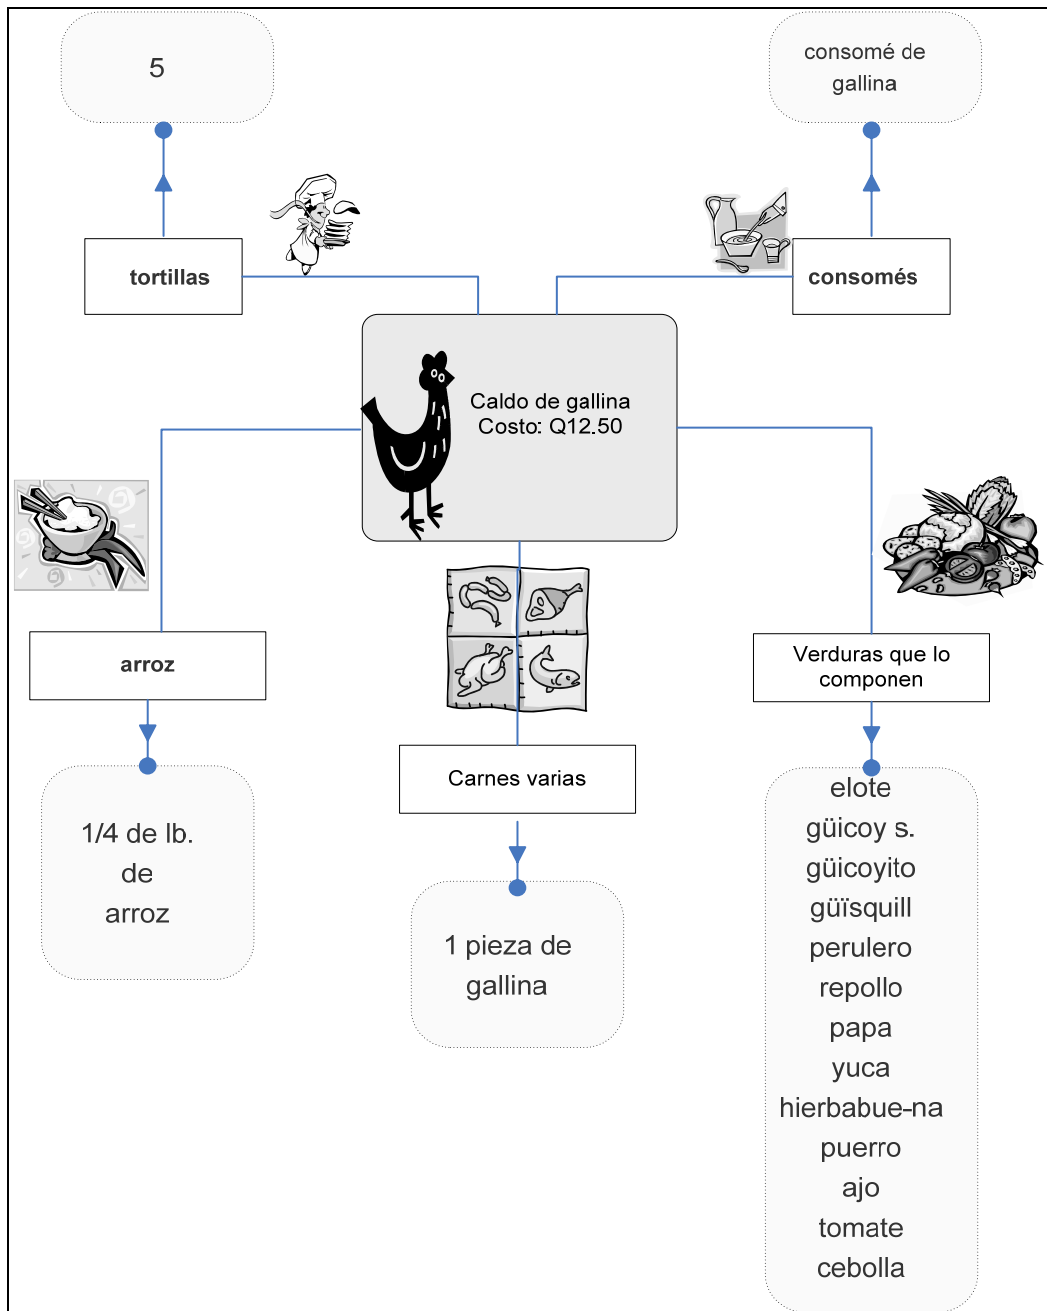 5
consomé de
gallina
tortillas
consomés
Caldo de gallina
Costo: Q12.50
arroz
Verduras que lo
componen
Carnes varias
1/4 de lb.
de
arroz
1 pieza de
gallina
elote
güicoy s.
güicoyito
güïsquill
perulero
repollo
papa
yuca
hierbabue-na
puerro
ajo
tomate
cebolla